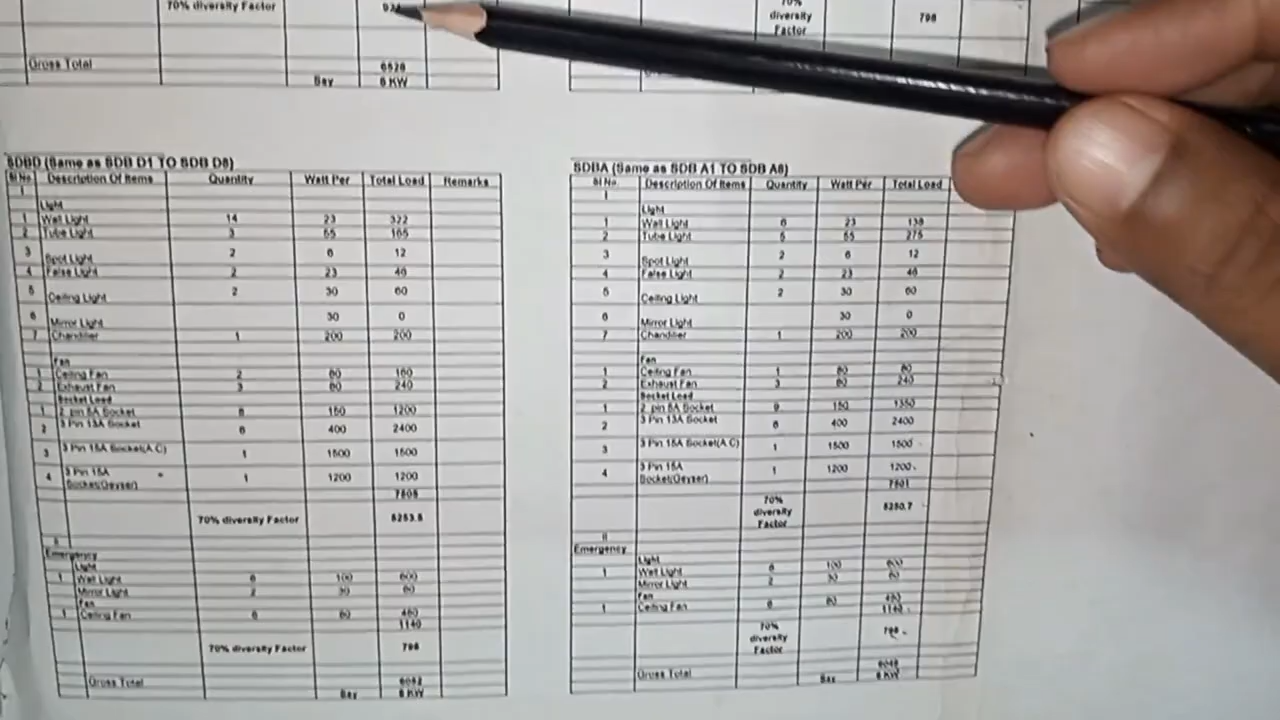 70% diversity Factor
Gross Total 6528
Say 6 KW
70% diversity Factor 798
SDBD (Same as SDB D1 TO SDB D8)
Sl No. Description Of Items Quantity Watt Per Total Load Remarks
I
Light
1 Wall Light 14 23 322
2 Tube Light 3 55 165
3 Spot Light 2 6 12
4 False Light 2 23 46
5 Ceiling Light 2 30 60
6 Mirror Light 30 0
7 Chandlier 1 200 200
Fan
1 Ceiling Fan 2 80 160
2 Exhaust Fan 3 80 240
Socket Load
1 2 pin 5A Socket 8 150 1200
2 3 Pin 13A Socket 6 400 2400
3 3 Pin 15A Socket(A.C) 1 1500 1500
4 3 Pin 15A Socket(Geyser) 1 1200 1200
7505
70% diversity Factor 5253.5
II
Emergency
Light
1 Wall Light 6 100 600
Mirror Light 2 30 60
Fan
1 Ceiling Fan 6 80 480
1140
70% diversity Factor 798
Gross Total 6052
Say 6 KW
SDBA (Same as SDB A1 TO SDB A8)
Sl No. Description Of Items Quantity Watt Per Total Load
I
Light
1 Wall Light 6 23 138
2 Tube Light 5 55 275
3 Spot Light 2 6 12
4 False Light 2 23 46
5 Ceiling Light 2 30 60
6 Mirror Light 30 0
7 Chandlier 1 200 200
Fan
1 Ceiling Fan 1 80 80
2 Exhaust Fan 3 80 240
Socket Load
1 2 pin 5A Socket 9 150 1350
2 3 Pin 13A Socket 6 400 2400
3 3 Pin 15A Socket(A.C) 1 1500 1500
4 3 Pin 15A Socket(Geyser) 1 1200 1200
7501
70% diversity Factor 5250.7
II
Emergency
Light
1 Wall Light 6 100 600
Mirror Light 2 30 60
Fan
1 Ceiling Fan 6 80 480
1140
70% diversity Factor 798
Gross Total 6048
Say 6 KW